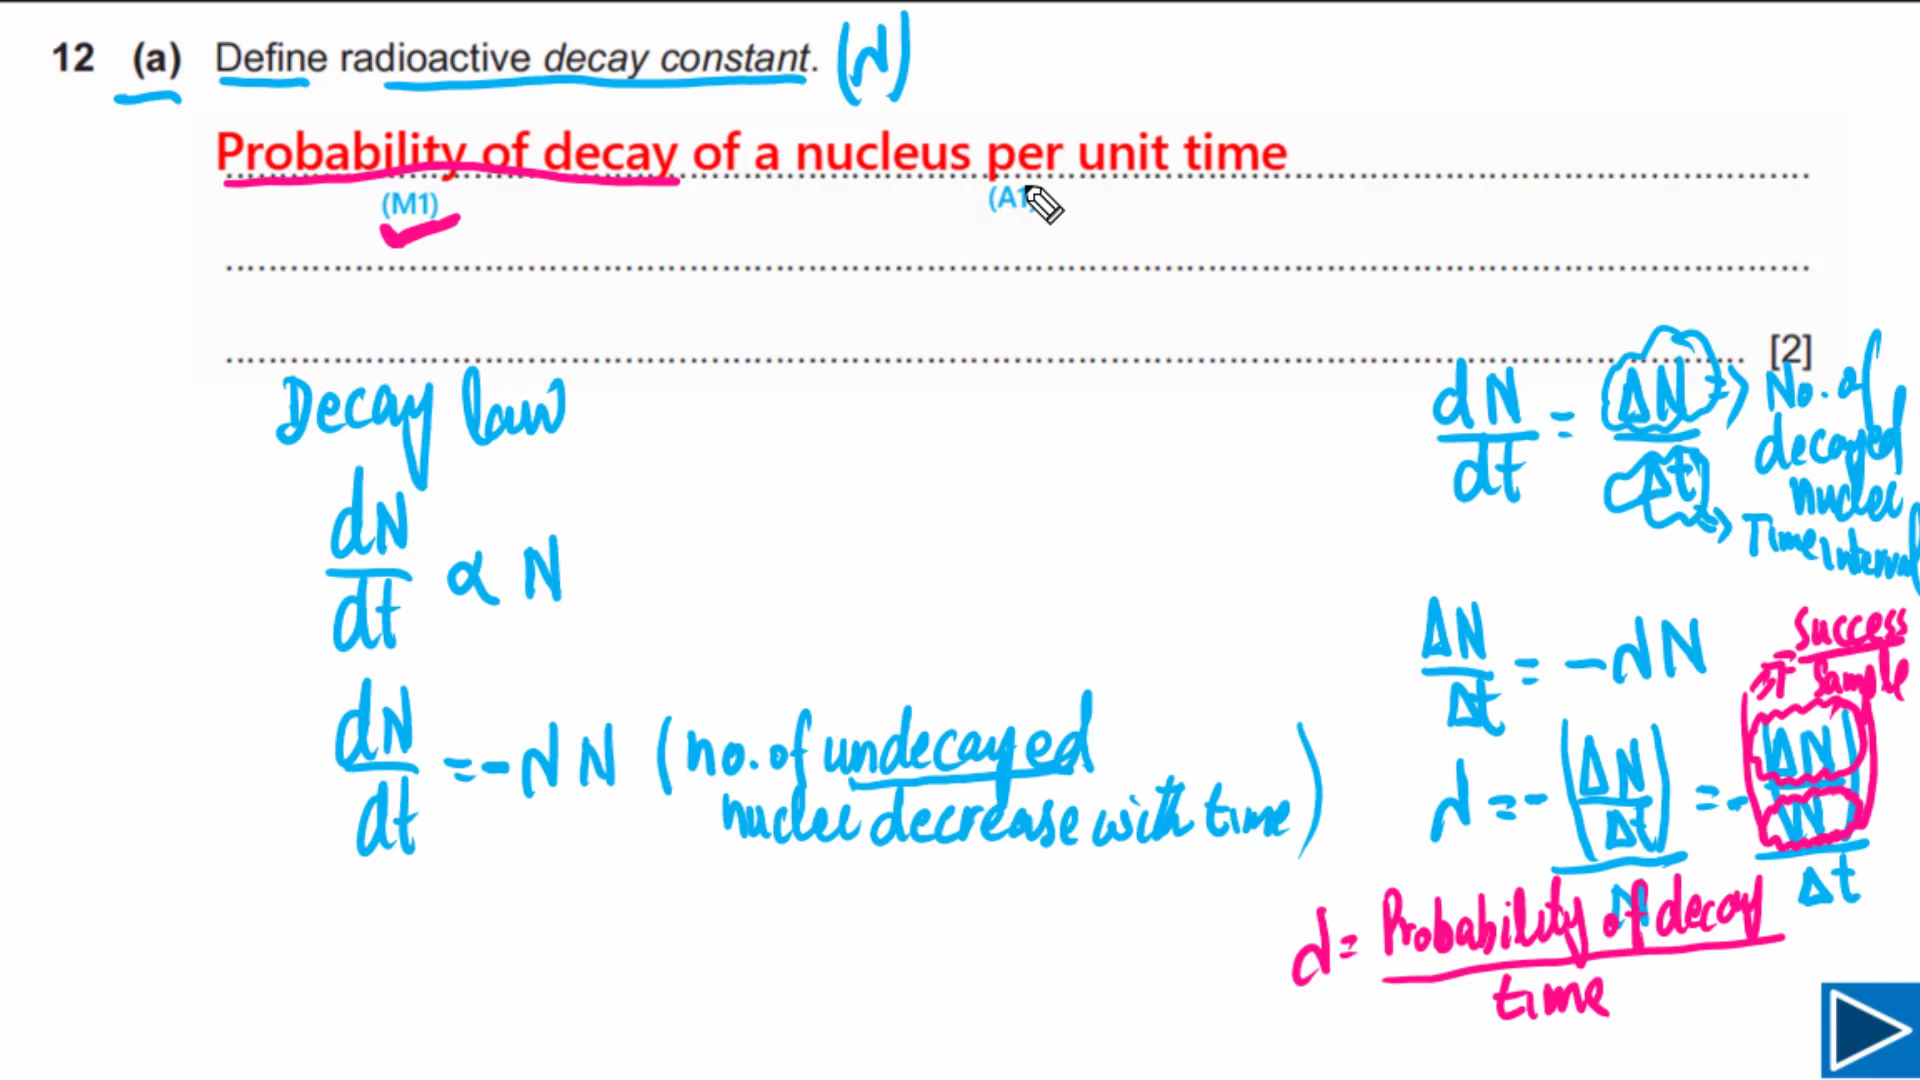 12 (a) Define radioactive decay constant. (λ)
Probability of decay of a nucleus per unit time
(M1) (A1)
[2]
Decay law
dN/dt ∝ N
dN/dt = -λN (no. of undecayed
nuclei decrease with time)
dN/dt = ΔN/Δt
→ No. of
decayed
nuclei
→ Time interval
ΔN/Δt = -λN
λ = -(ΔN/Δt)/N = -(ΔN/N)/Δt
→ Success
Sample
λ = Probability of decay
time